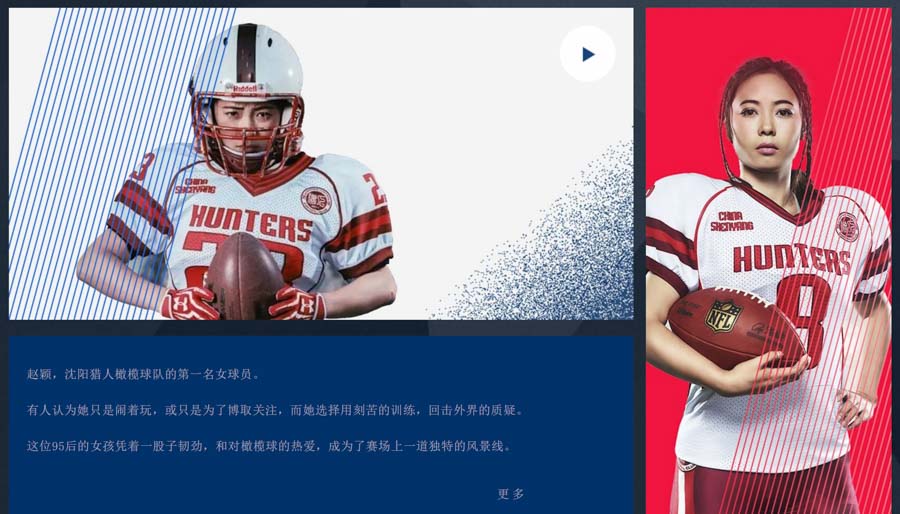 Riddell
3
2
CHINA
SHENYANG
HUNTERS
CHINA
SHENYANG
HUNTERS
8
NFL
赵颖，沈阳猎人橄榄球队的第一名女球员。
有人认为她只是闹着玩，或只是为了博取关注，而她选择用刻苦的训练，回击外界的质疑。
这位95后的女孩凭着一股子韧劲，和对橄榄球的热爱，成为了赛场上一道独特的风景线。
更多